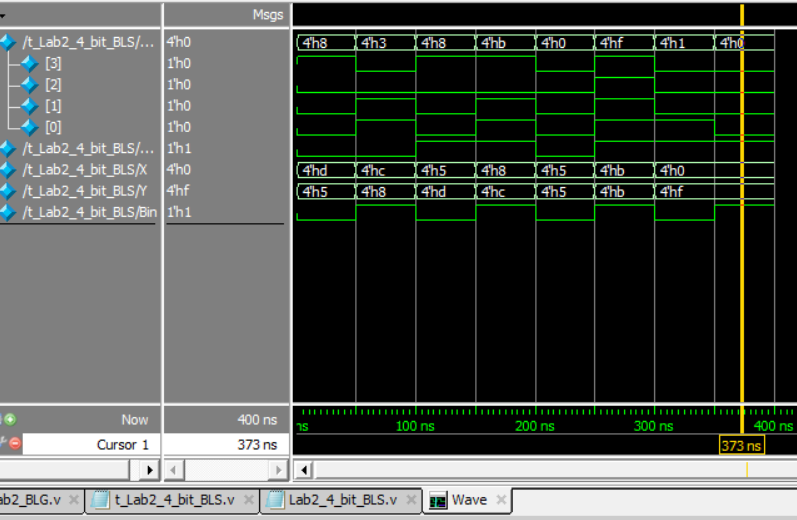 Msgs
/t_Lab2_4_bit_BLS/... 4'h0 4'h8 4'h3 4'h8 4'hb 4'h0 4'hf 4'h1 4'h0
[3] 1'h0
[2] 1'h0
[1] 1'h0
[0] 1'h0
/t_Lab2_4_bit_BLS/... 1'h1
/t_Lab2_4_bit_BLS/X 4'h0 4'hd 4'hc 4'h5 4'h8 4'h5 4'hb 4'h0
/t_Lab2_4_bit_BLS/Y 4'hf 4'h5 4'h8 4'hd 4'hc 4'h5 4'hb 4'hf
/t_Lab2_4_bit_BLS/Bin 1'h1
Now 400 ns ns 100 ns 200 ns 300 ns 400 ns
Cursor 1 373 ns 373 ns
ab2_BLG.v t_Lab2_4_bit_BLS.v Lab2_4_bit_BLS.v Wave